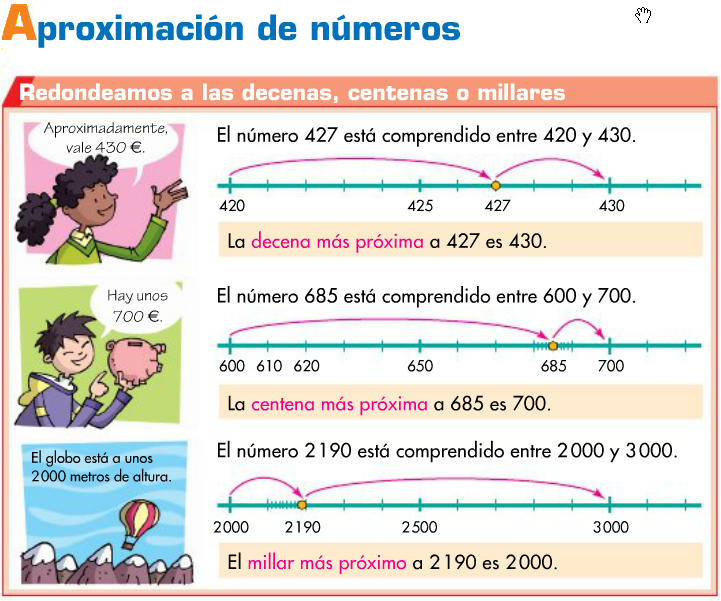 Aproximación de números
Redondeamos a las decenas, centenas o millares
Aproximadamente,
vale 430 €.
El número 427 está comprendido entre 420 y 430.
420 425 427 430
La decena más próxima a 427 es 430.
Hay unos
700 €.
El número 685 está comprendido entre 600 y 700.
600 610 620 650 685 700
La centena más próxima a 685 es 700.
El globo está a unos
2000 metros de altura.
El número 2190 está comprendido entre 2000 y 3000.
2000 2190 2500 3000
El millar más próximo a 2190 es 2000.